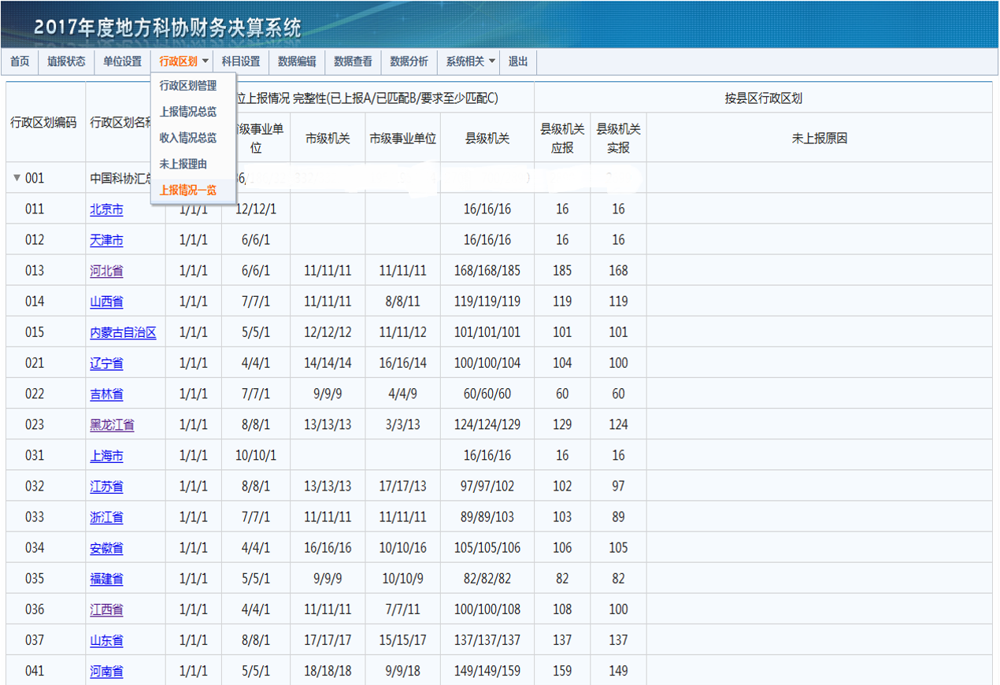 2017年度地方科协财务决算系统
首页 填报状态 单位设置 行政区划 科目设置 数据编辑 数据查看 数据分析 系统相关 退出
行政区划管理
上报情况总览
收入情况总览
未上报理由
上报情况一览
位上报情况 完整性(已上报A/已匹配B/要求至少匹配C) 按县区行政区划
行政区划编码 行政区划名称 省级事业单位 市级机关 市级事业单位 县级机关 县级机关应报 县级机关实报 未上报原因
001 中国科协汇总
011 北京市 1/1/1 12/12/1 16/16/16 16 16
012 天津市 1/1/1 6/6/1 16/16/16 16 16
013 河北省 1/1/1 6/6/1 11/11/11 11/11/11 168/168/185 185 168
014 山西省 1/1/1 7/7/1 11/11/11 8/8/11 119/119/119 119 119
015 内蒙古自治区 1/1/1 5/5/1 12/12/12 11/11/12 101/101/101 101 101
021 辽宁省 1/1/1 4/4/1 14/14/14 16/16/14 100/100/104 104 100
022 吉林省 1/1/1 7/7/1 9/9/9 4/4/9 60/60/60 60 60
023 黑龙江省 1/1/1 8/8/1 13/13/13 3/3/13 124/124/129 129 124
031 上海市 1/1/1 10/10/1 16/16/16 16 16
032 江苏省 1/1/1 8/8/1 13/13/13 17/17/13 97/97/102 102 97
033 浙江省 1/1/1 7/7/1 11/11/11 11/11/11 89/89/103 103 89
034 安徽省 1/1/1 4/4/1 16/16/16 10/10/16 105/105/106 106 105
035 福建省 1/1/1 5/5/1 9/9/9 10/10/9 82/82/82 82 82
036 江西省 1/1/1 4/4/1 11/11/11 7/7/11 100/100/108 108 100
037 山东省 1/1/1 8/8/1 17/17/17 15/15/17 137/137/137 137 137
041 河南省 1/1/1 5/5/1 18/18/18 9/9/18 149/149/159 159 149